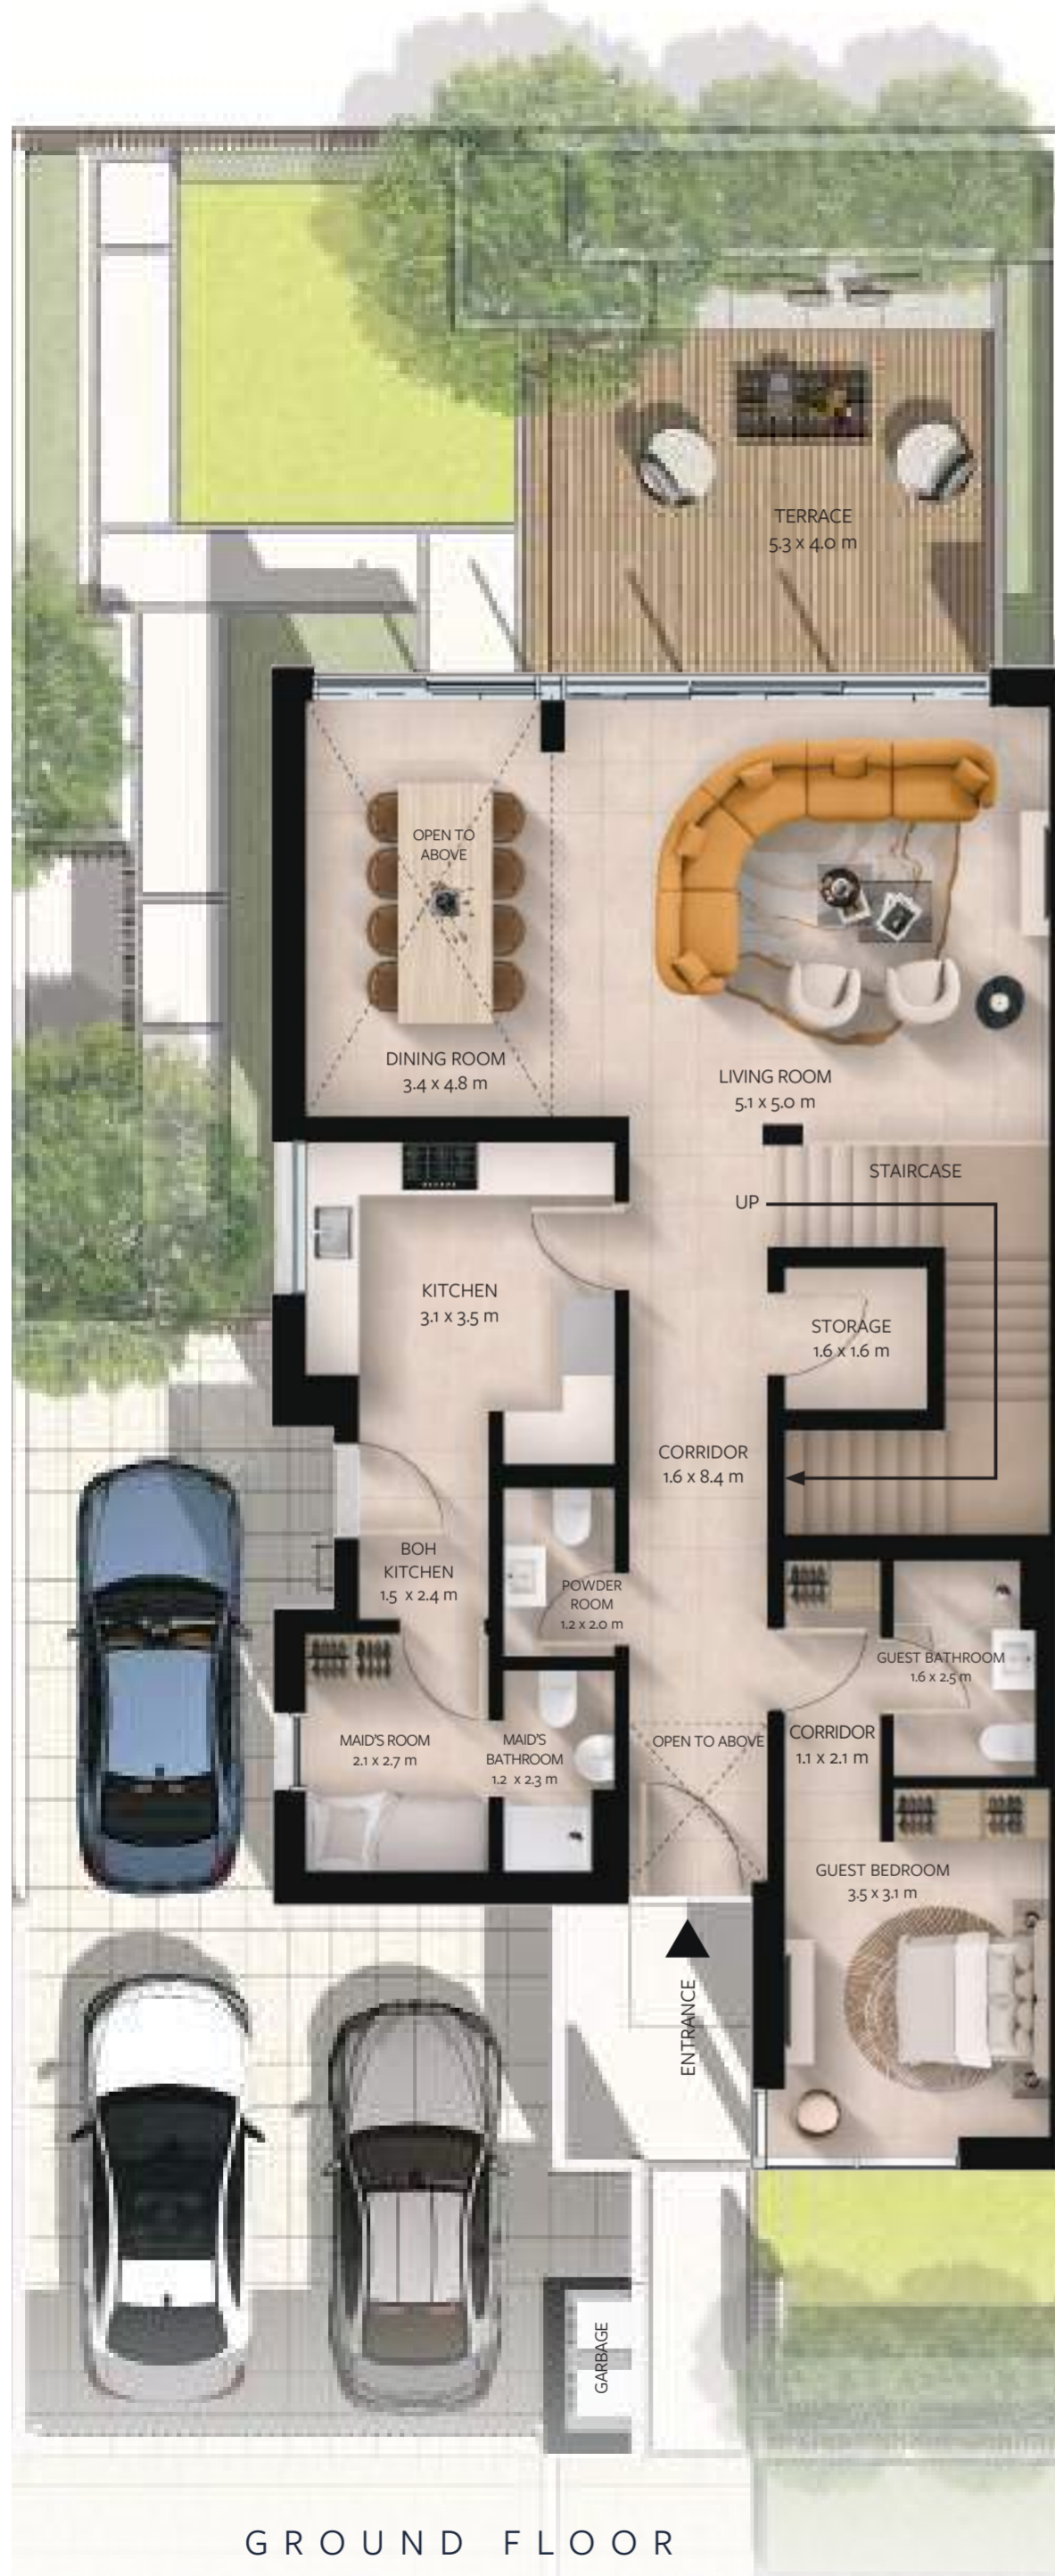 TERRACE
5.3 x 4.0 m
OPEN TO
ABOVE
DINING ROOM
3.4 x 4.8 m
LIVING ROOM
5.1 x 5.0 m
STAIRCASE
UP
KITCHEN
3.1 x 3.5 m
STORAGE
1.6 x 1.6 m
CORRIDOR
1.6 x 8.4 m
BOH
KITCHEN
1.5 x 2.4 m
POWDER
ROOM
1.2 x 2.0 m
GUEST BATHROOM
1.6 x 2.5 m
MAID'S ROOM
2.1 x 2.7 m
MAID'S
BATHROOM
1.2 x 2.3 m
OPEN TO ABOVE
CORRIDOR
1.1 x 2.1 m
GUEST BEDROOM
3.5 x 3.1 m
ENTRANCE
GARBAGE
GROUND FLOOR